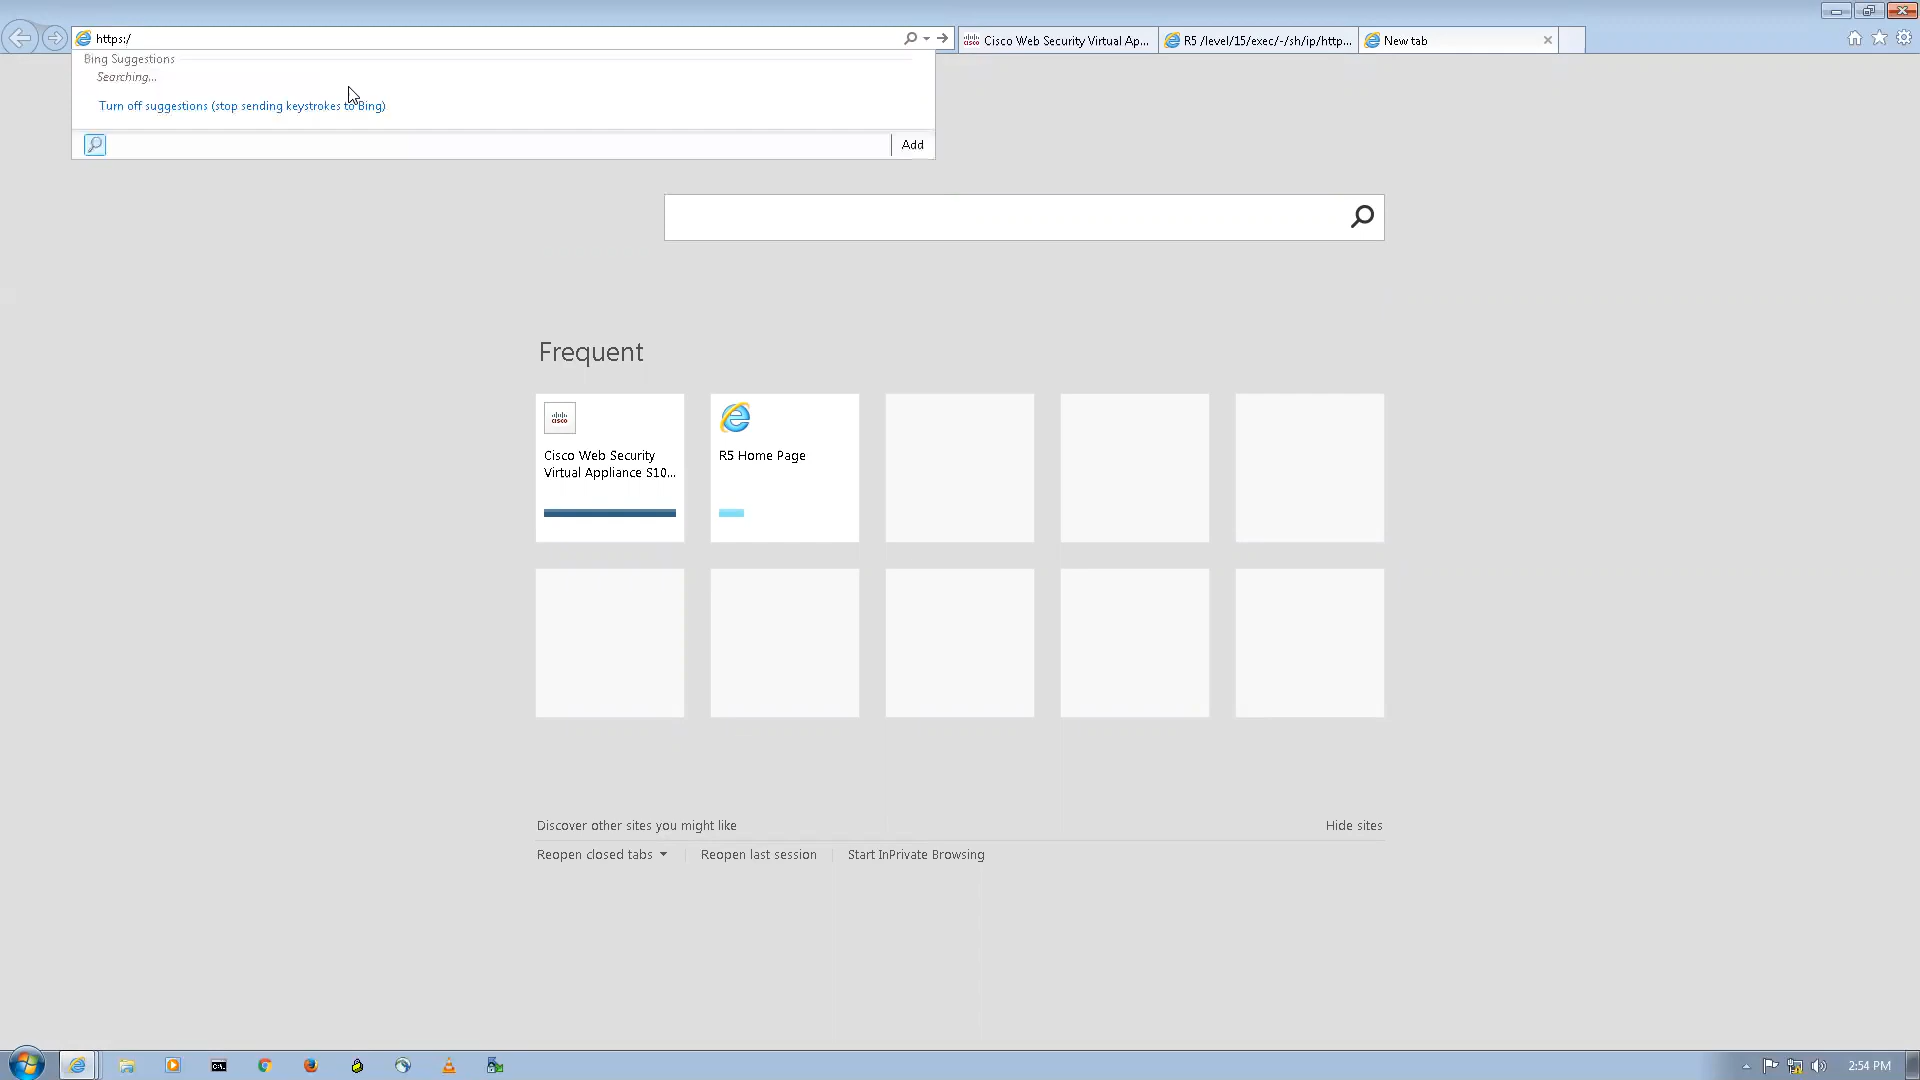 https:/
Cisco Web Security Virtual Ap...
R5 /level/15/exec/-/sh/ip/http...
New tab
Bing Suggestions
Searching...
Turn off suggestions (stop sending keystrokes to Bing)
Add
Frequent
cisco
Cisco Web Security
Virtual Appliance S10...
R5 Home Page
Discover other sites you might like
Hide sites
Reopen closed tabs
Reopen last session
Start InPrivate Browsing
C:\.
2:54 PM